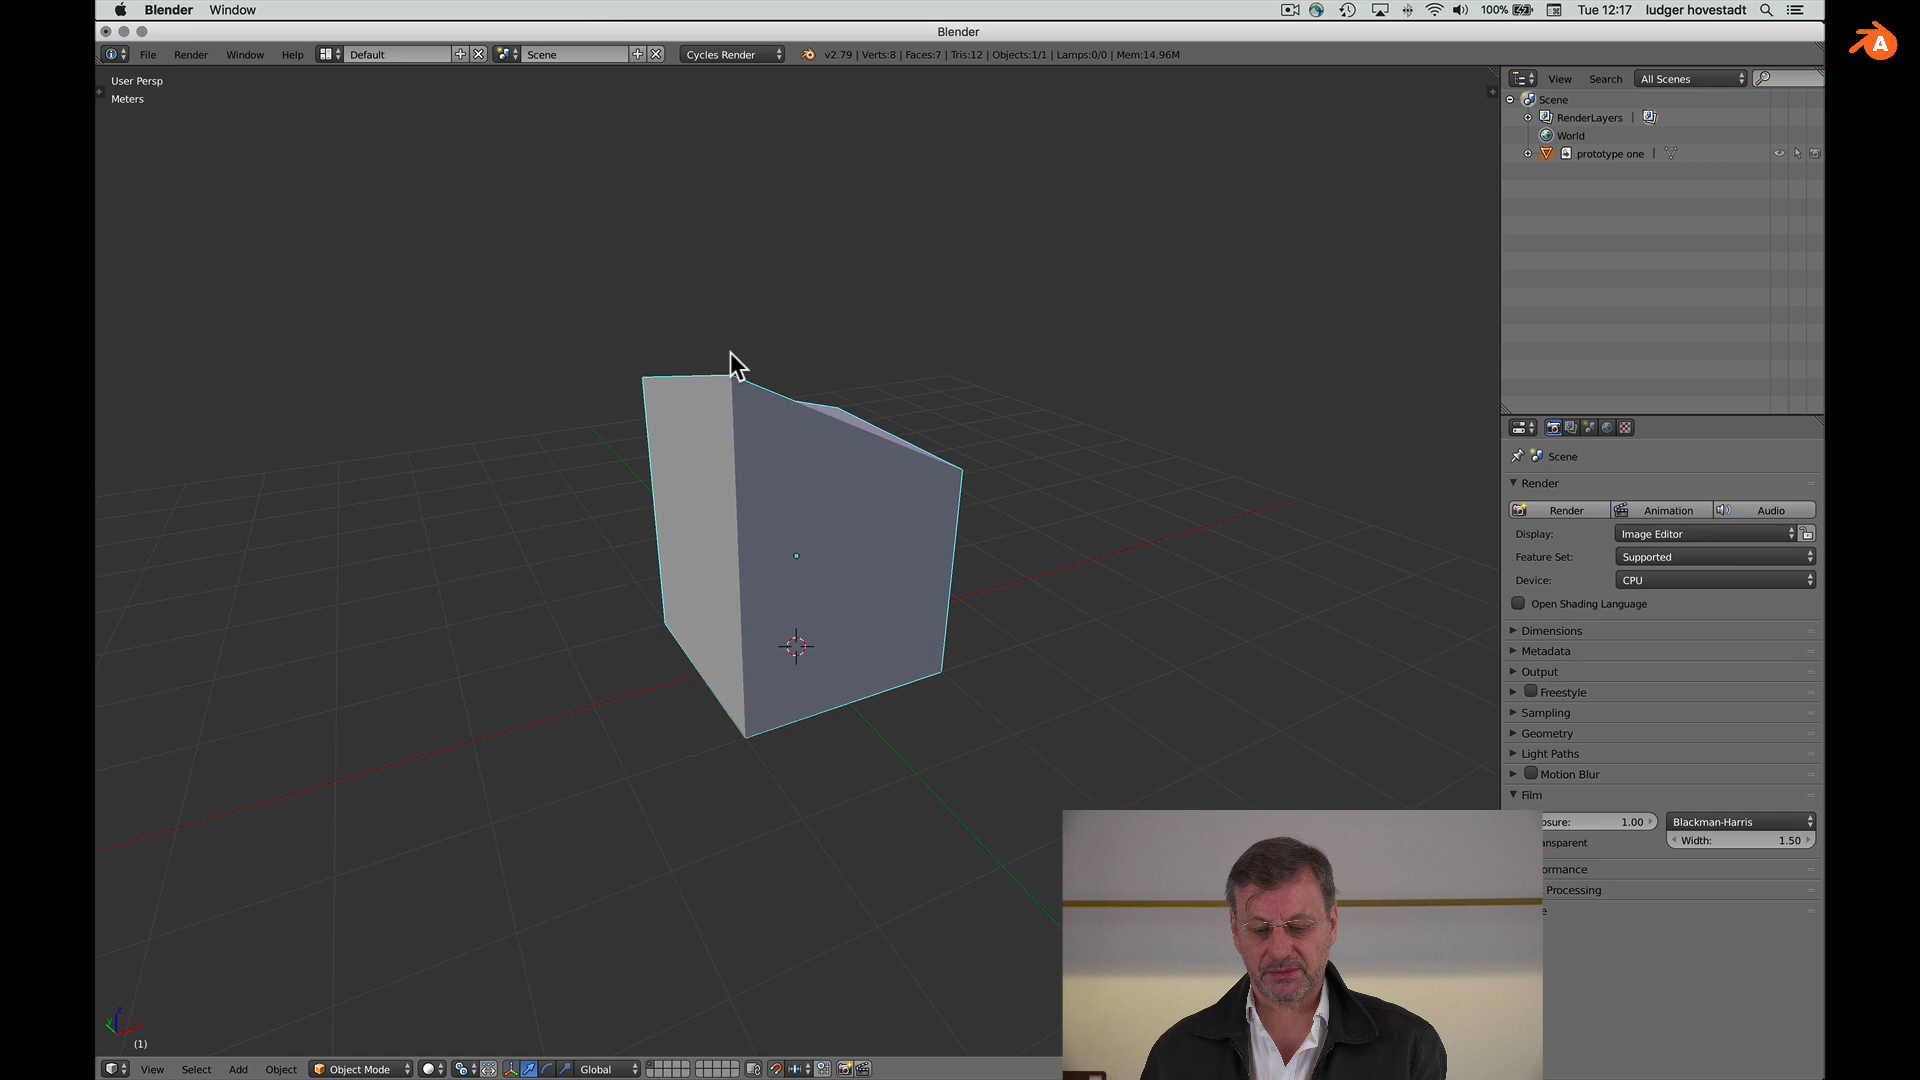 Blender Window 100% Tue 12:17 ludger hovestadt
Blender
File Render Window Help Default Scene Cycles Render v2.79 | Verts:8 | Faces:7 | Tris:12 | Objects:1/1 | Lamps:0/0 | Mem:14.96M
User Persp
Meters
View Search All Scenes
Scene
RenderLayers
World
prototype one
Scene
Render
Render Animation Audio
Display: Image Editor
Feature Set: Supported
Device: CPU
Open Shading Language
Dimensions
Metadata
Output
Freestyle
Sampling
Geometry
Light Paths
Motion Blur
Film
osure: 1.00 Blackman-Harris
ansparent Width: 1.50
ormance
Processing
e
z
y
(1)
View Select Add Object Object Mode Global
A